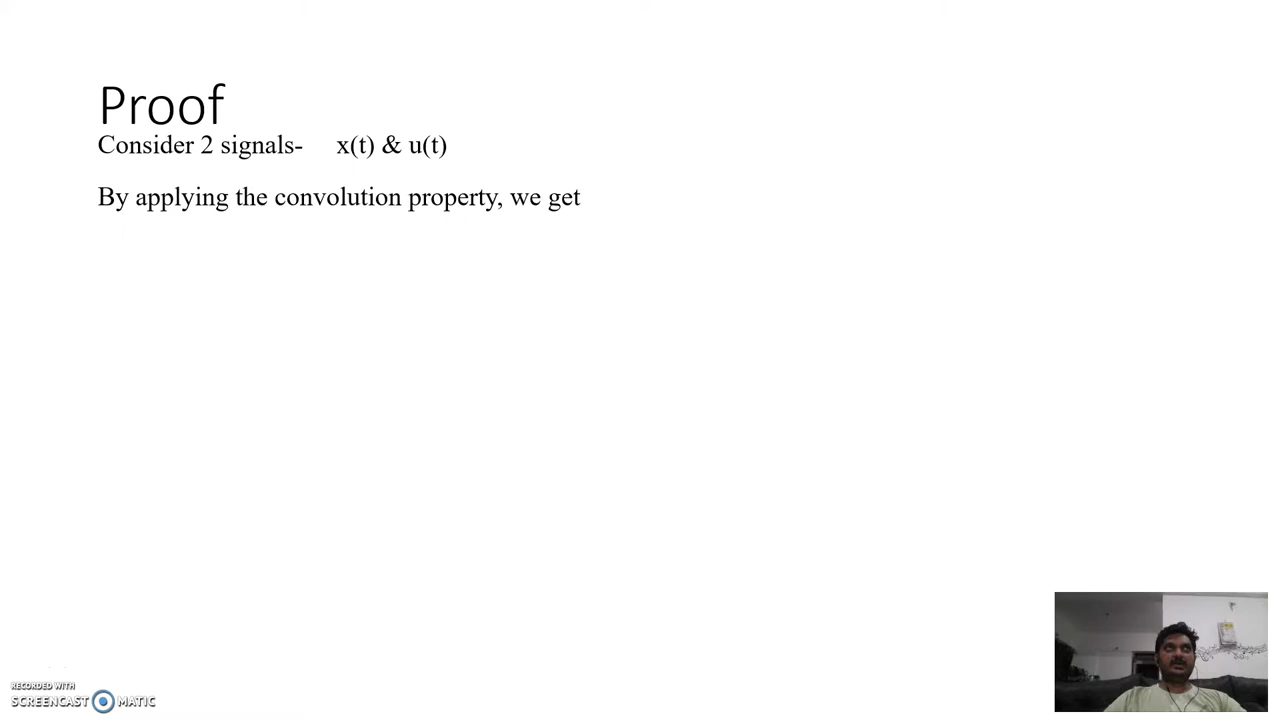 Proof
Consider 2 signals- x(t) & u(t)
By applying the convolution property, we get
RECORDED WITH
SCREENCAST MATIC